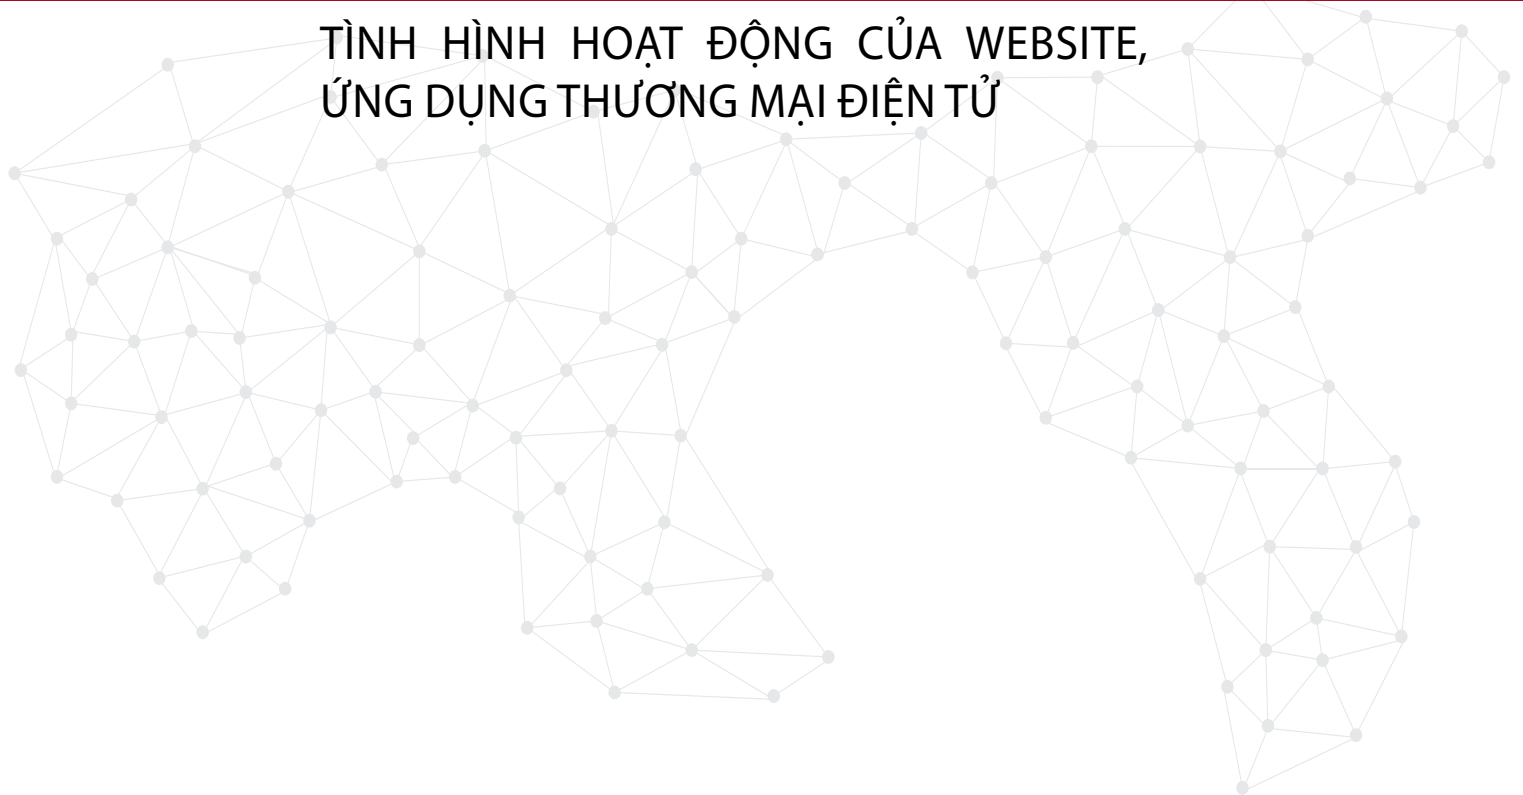 TÌNH HÌNH HOẠT ĐỘNG CỦA WEBSITE,
ỨNG DỤNG THƯƠNG MẠI ĐIỆN TỬ